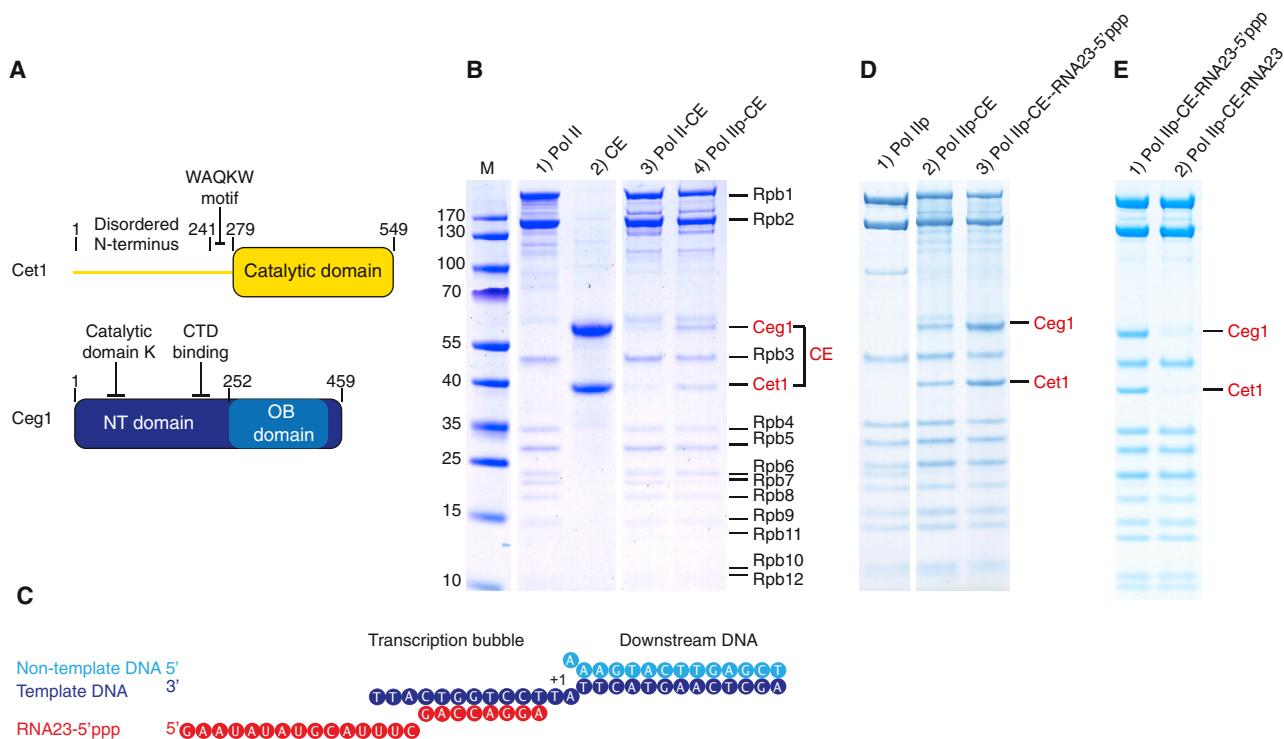 A
WAQKW
motif
Disordered
N-terminus
1
241
279
549
Cet1
Catalytic domain
Catalytic
domain K
CTD
binding
1
252
459
Ceg1
NT domain
OB
domain
B
M
1) Pol II
2) CE
3) Pol II-CE
4) Pol IIp-CE
170
130
100
70
55
40
35
25
15
10
Rpb1
Rpb2
Ceg1
Rpb3
CE
Cet1
Rpb4
Rpb5
Rpb6
Rpb7
Rpb8
Rpb9
Rpb11
Rpb10
Rpb12
D
1) Pol IIp
2) Pol IIp-CE
3) Pol IIp-CE--RNA23-5'ppp
Ceg1
Cet1
E
1) Pol IIp-CE-RNA23-5'ppp
2) Pol IIp-CE-RNA23
Ceg1
Cet1
C
Transcription bubble
Downstream DNA
Non-template DNA 5'
A
AAGTACTTGAGCT
+1
Template DNA 3'
TTACTGGTCCTTA
TTCATGAACTCGA
GACCAGGA
RNA23-5'ppp 5'
GAAUAUAUGCAUUUC